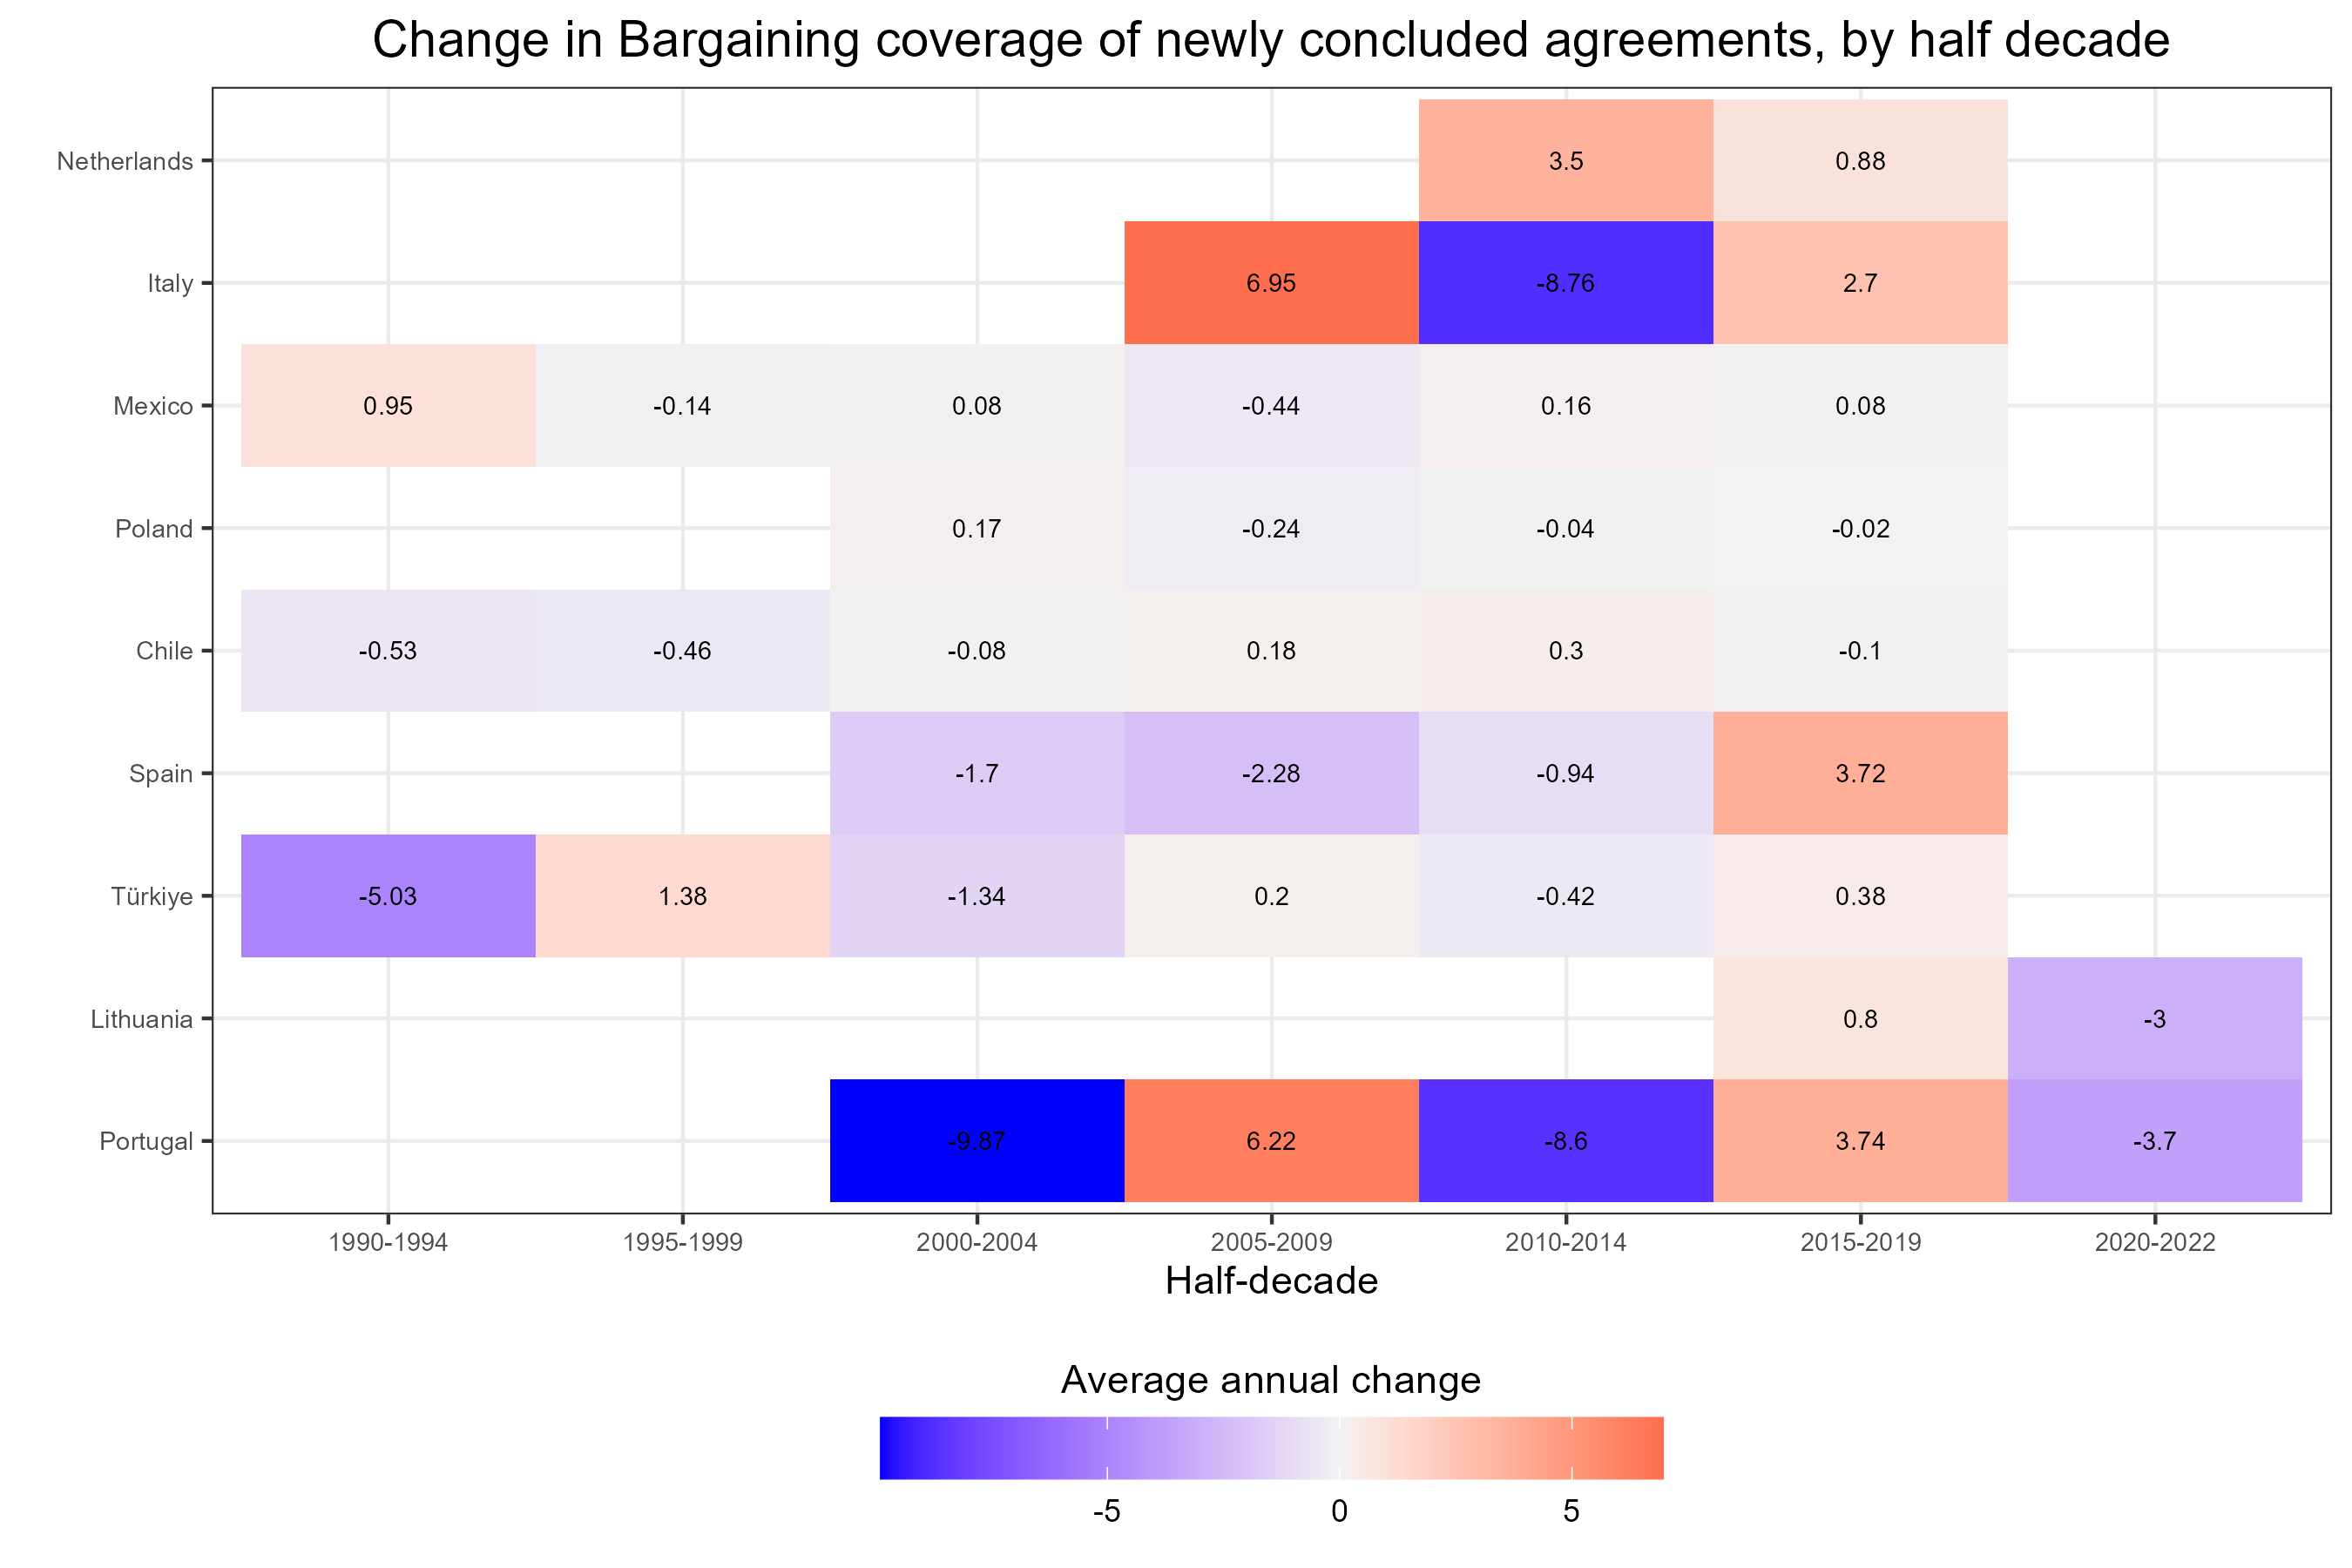 Change in Bargaining coverage of newly concluded agreements, by half decade
Netherlands 3.5 0.88
Italy 6.95 -8.76 2.7
Mexico 0.95 -0.14 0.08 -0.44 0.16 0.08
Poland 0.17 -0.24 -0.04 -0.02
Chile -0.53 -0.46 -0.08 0.18 0.3 -0.1
Spain -1.7 -2.28 -0.94 3.72
Türkiye -5.03 1.38 -1.34 0.2 -0.42 0.38
Lithuania 0.8 -3
Portugal -9.87 6.22 -8.6 3.74 -3.7
1990-1994 1995-1999 2000-2004 2005-2009 2010-2014 2015-2019 2020-2022
Half-decade
Average annual change
-5 0 5